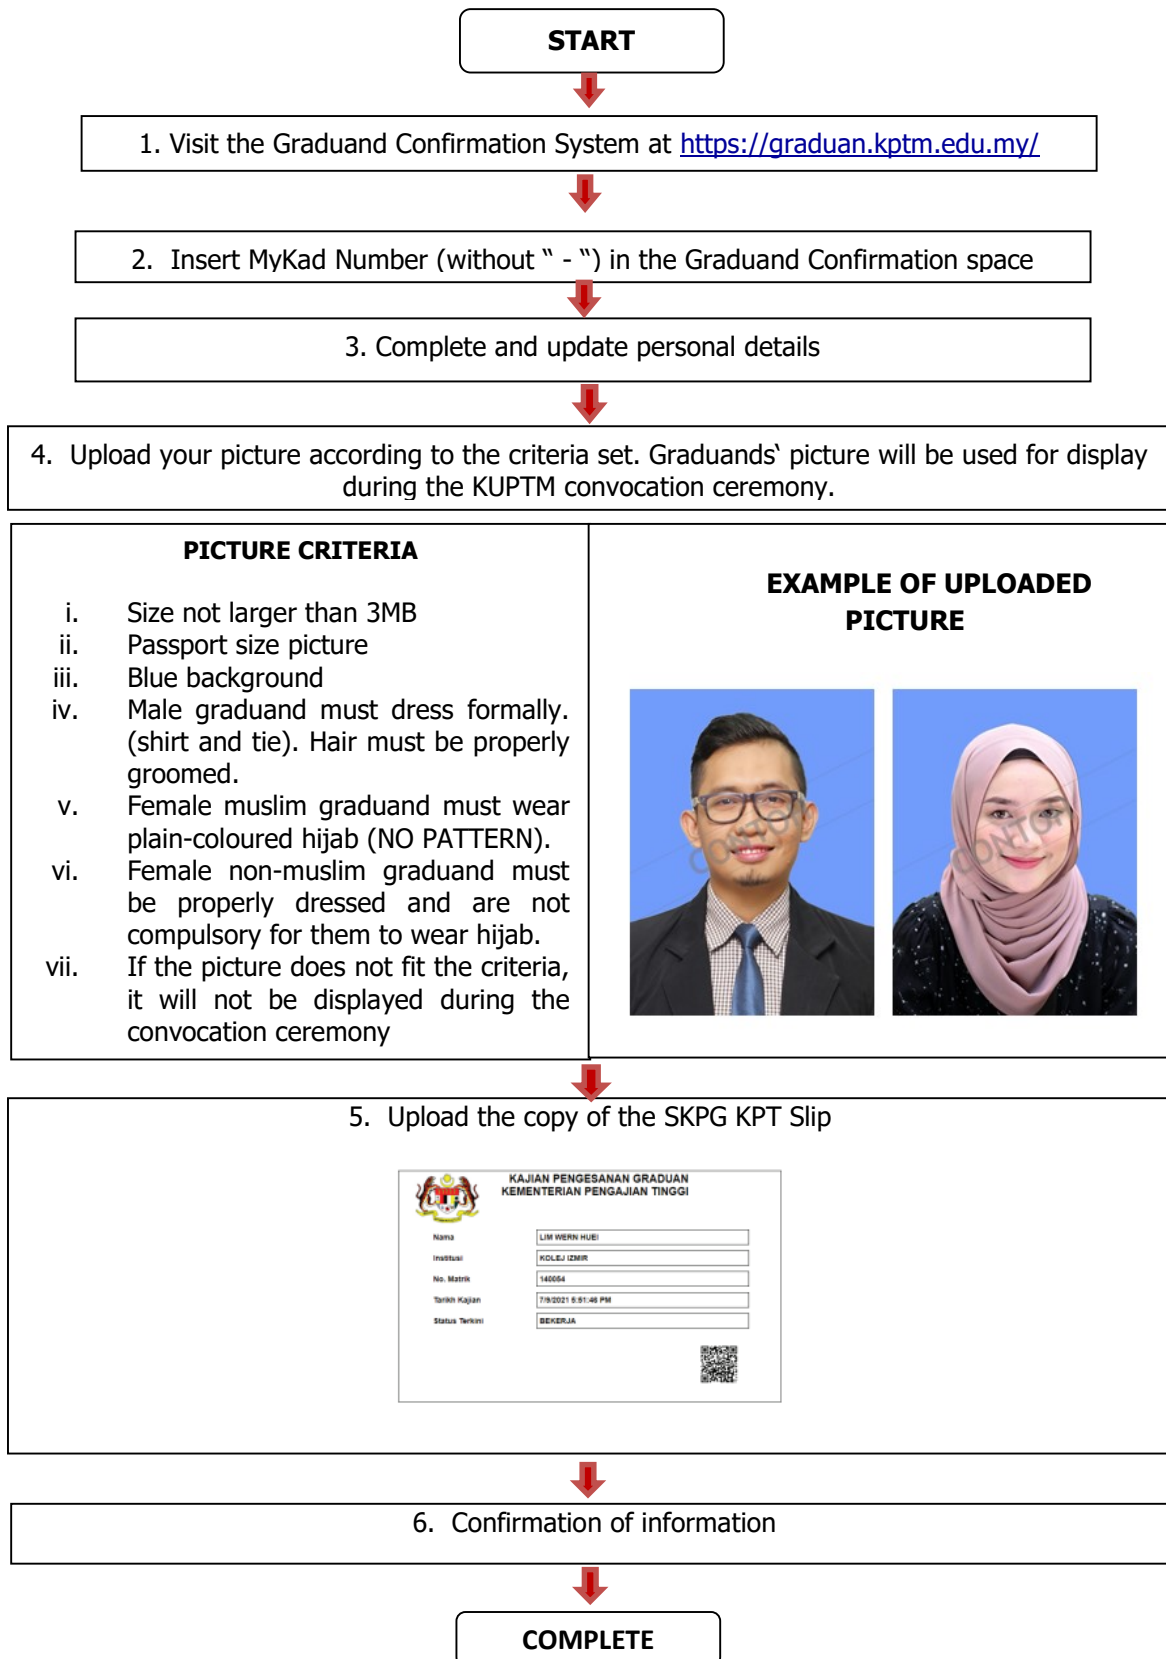 START
1. Visit the Graduand Confirmation System at https://graduan.kptm.edu.my/
2. Insert MyKad Number (without “ - “) in the Graduand Confirmation space
3. Complete and update personal details
4. Upload your picture according to the criteria set. Graduands‘ picture will be used for display
during the KUPTM convocation ceremony.
PICTURE CRITERIA
i. Size not larger than 3MB
ii. Passport size picture
iii. Blue background
iv. Male graduand must dress formally.
(shirt and tie). Hair must be properly
groomed.
v. Female muslim graduand must wear
plain-coloured hijab (NO PATTERN).
vi. Female non-muslim graduand must
be properly dressed and are not
compulsory for them to wear hijab.
vii. If the picture does not fit the criteria,
it will not be displayed during the
convocation ceremony
EXAMPLE OF UPLOADED
PICTURE
CONTO
CONTO
5. Upload the copy of the SKPG KPT Slip
KAJIAN PENGESANAN GRADUAN
KEMENTERIAN PENGAJIAN TINGGI
Nama LIM WERN HUEI
Institusi KOLEJ IZMIR
No. Matrik 140054
Tarikh Kajian 7/9/2021 5:51:46 PM
Status Terkini BEKERJA
6. Confirmation of information
COMPLETE